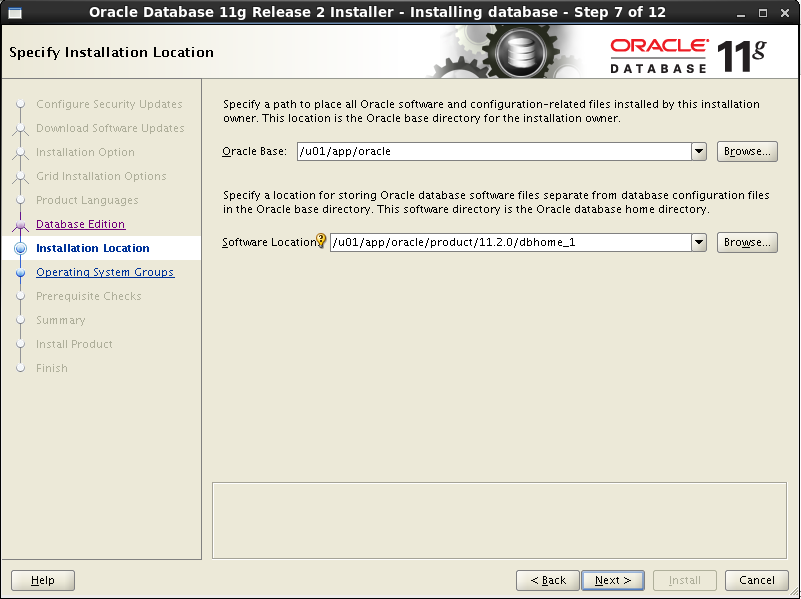 Oracle Database 11g Release 2 Installer - Installing database - Step 7 of 12
Specify Installation Location
ORACLE
DATABASE
11g
Configure Security Updates
Download Software Updates
Installation Option
Grid Installation Options
Product Languages
Database Edition
Installation Location
Operating System Groups
Prerequisite Checks
Summary
Install Product
Finish
Specify a path to place all Oracle software and configuration-related files installed by this installation
owner. This location is the Oracle base directory for the installation owner.
Oracle Base: /u01/app/oracle Browse...
Specify a location for storing Oracle database software files separate from database configuration files
in the Oracle base directory. This software directory is the Oracle database home directory.
Software Location /u01/app/oracle/product/11.2.0/dbhome_1 Browse...
Help < Back Next > Install Cancel